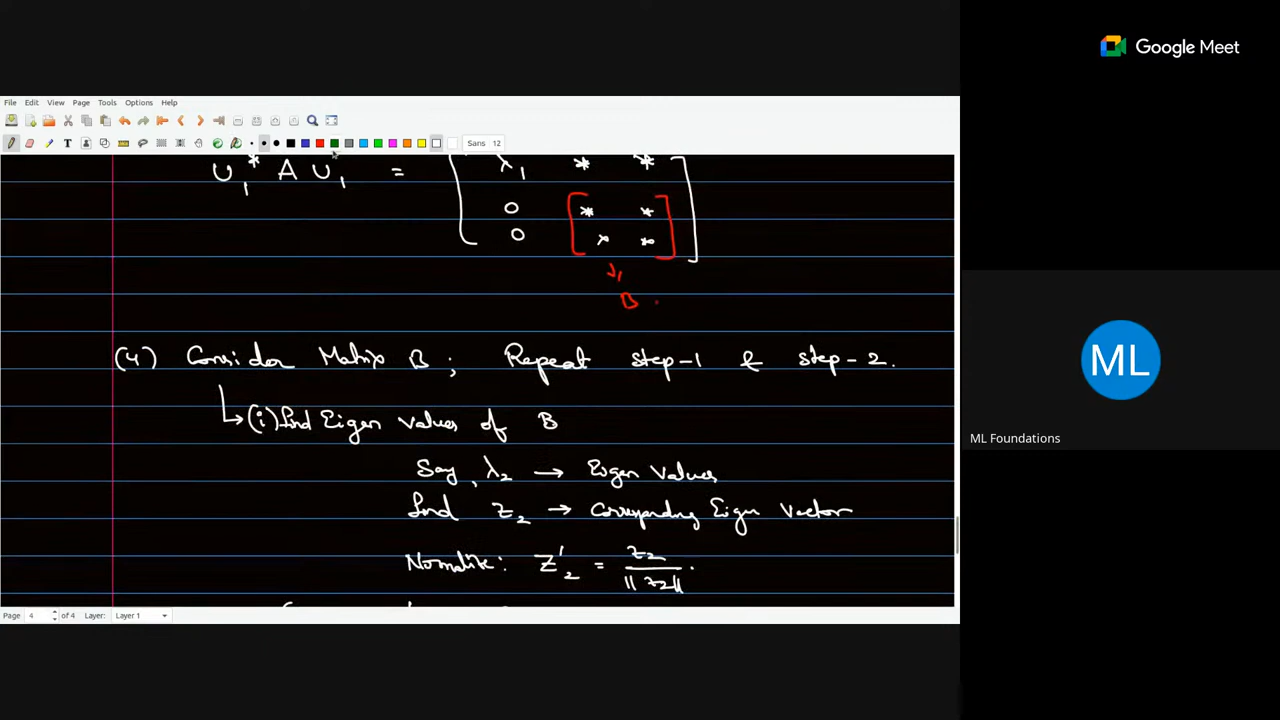 Google Meet
File Edit View Page Tools Options Help
Sans 12
U₁* A U₁ = [ λ₁ * *
0 * *
0 * * ]
↓
B
(4) Consider Matrix B ; Repeat step-1 & step-2.
↳ (i) find Eigen Values of B
Say, λ₂ → Eigen Values
find z₂ → corresponding Eigen Vector
Normalize: z₂' = z₂ / ||z₂||.
Page 4 of 4 Layer: Layer 1
ML
ML Foundations